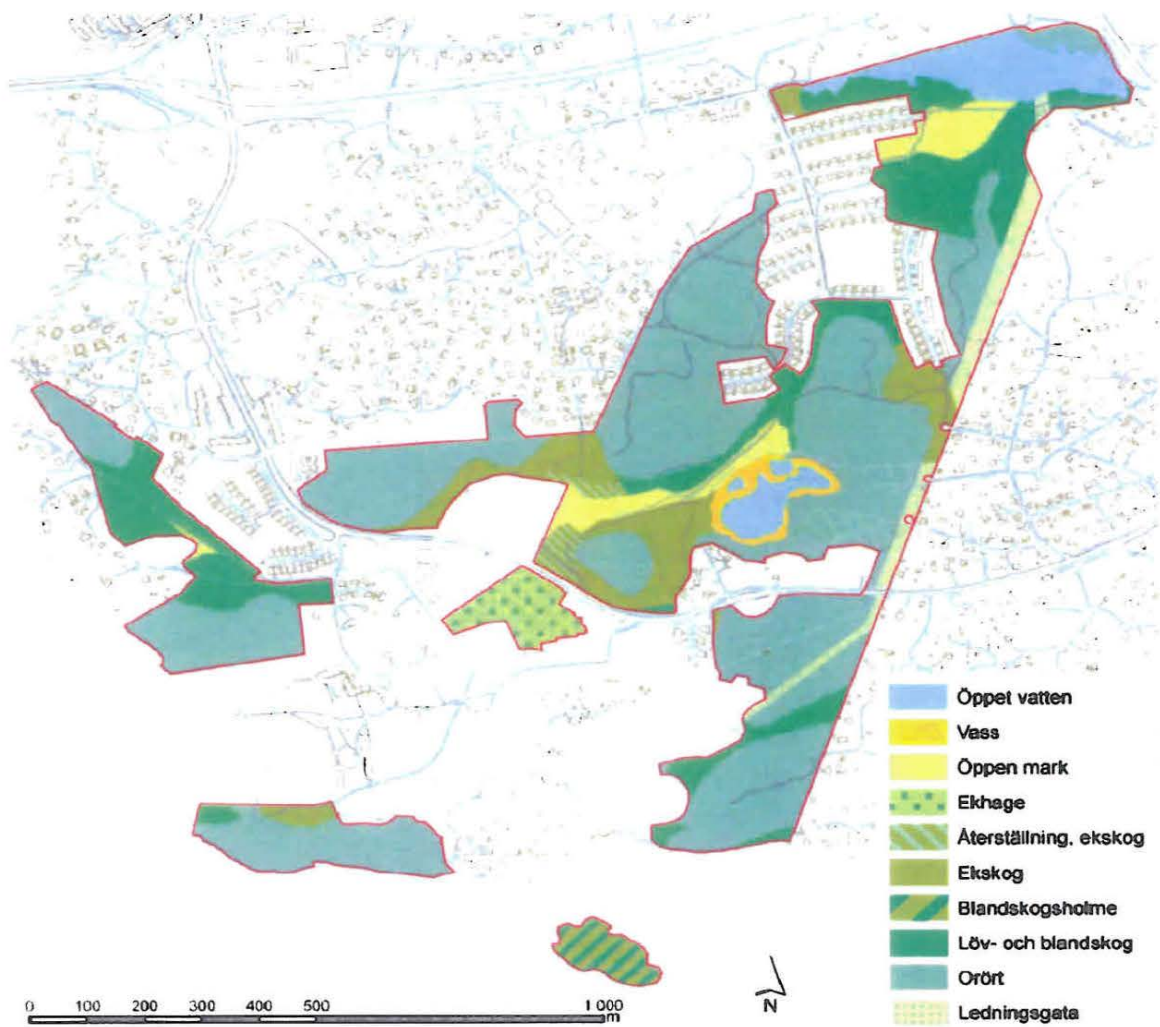 Öppet vatten
Vass
Öppen mark
Ekhage
Återställning, ekskog
Ekskog
Blandskogsholme
Löv- och blandskog
Orört
Ledningsgata
N
0 100 200 300 400 500 1 000
m